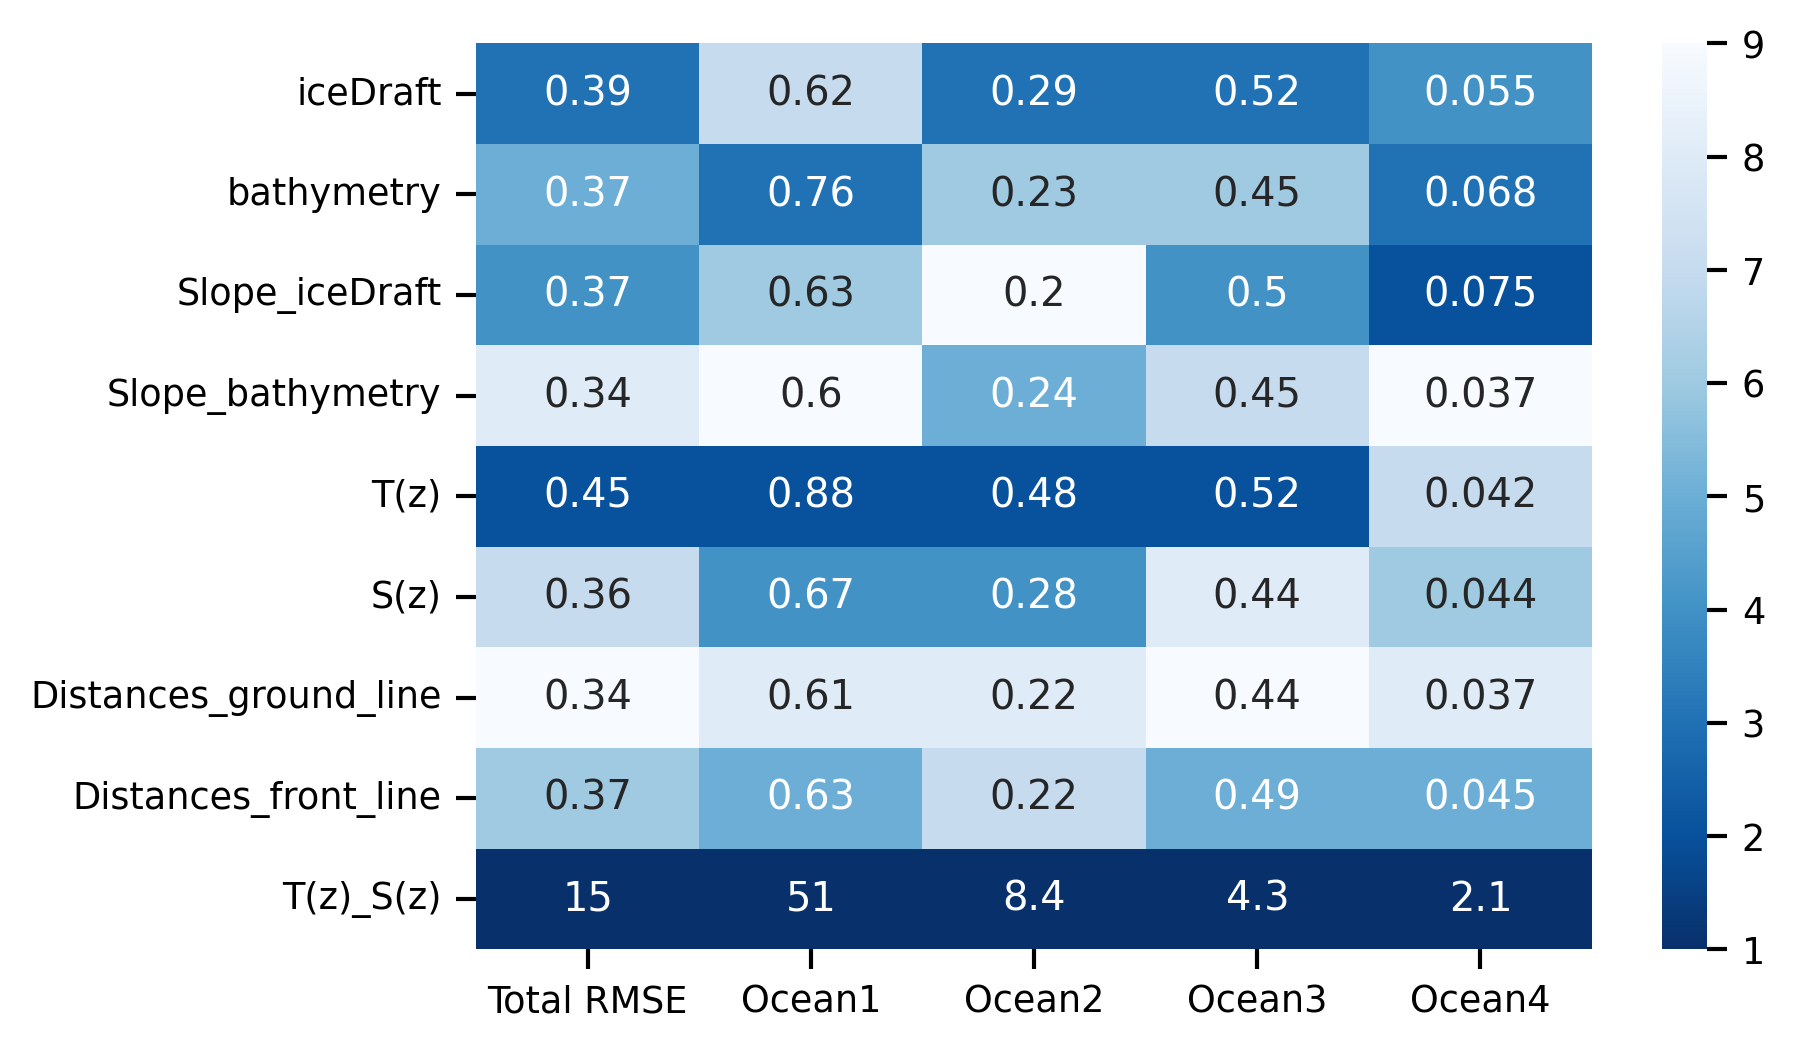 iceDraft 0.39 0.62 0.29 0.52 0.055
bathymetry 0.37 0.76 0.23 0.45 0.068
Slope_iceDraft 0.37 0.63 0.2 0.5 0.075
Slope_bathymetry 0.34 0.6 0.24 0.45 0.037
T(z) 0.45 0.88 0.48 0.52 0.042
S(z) 0.36 0.67 0.28 0.44 0.044
Distances_ground_line 0.34 0.61 0.22 0.44 0.037
Distances_front_line 0.37 0.63 0.22 0.49 0.045
T(z)_S(z) 15 51 8.4 4.3 2.1
Total RMSE Ocean1 Ocean2 Ocean3 Ocean4
9
8
7
6
5
4
3
2
1